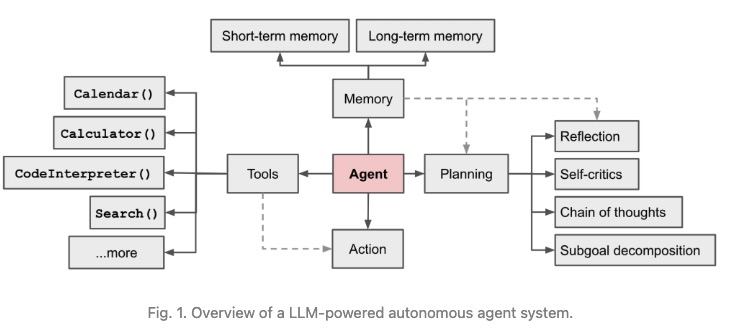 Short-term memory
Long-term memory
Calendar()
Memory
Calculator()
Reflection
CodeInterpreter()
Tools
Agent
Planning
Self-critics
Search()
Chain of thoughts
...more
Action
Subgoal decomposition
Fig. 1. Overview of a LLM-powered autonomous agent system.